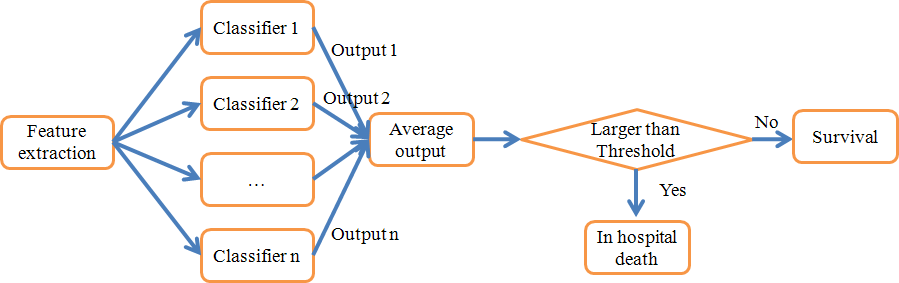 Classifier 1
Output 1
Classifier 2
Output 2
Feature
extraction
Average
output
Larger than
Threshold
No
Survival
...
Yes
Output n
Classifier n
In hospital
death